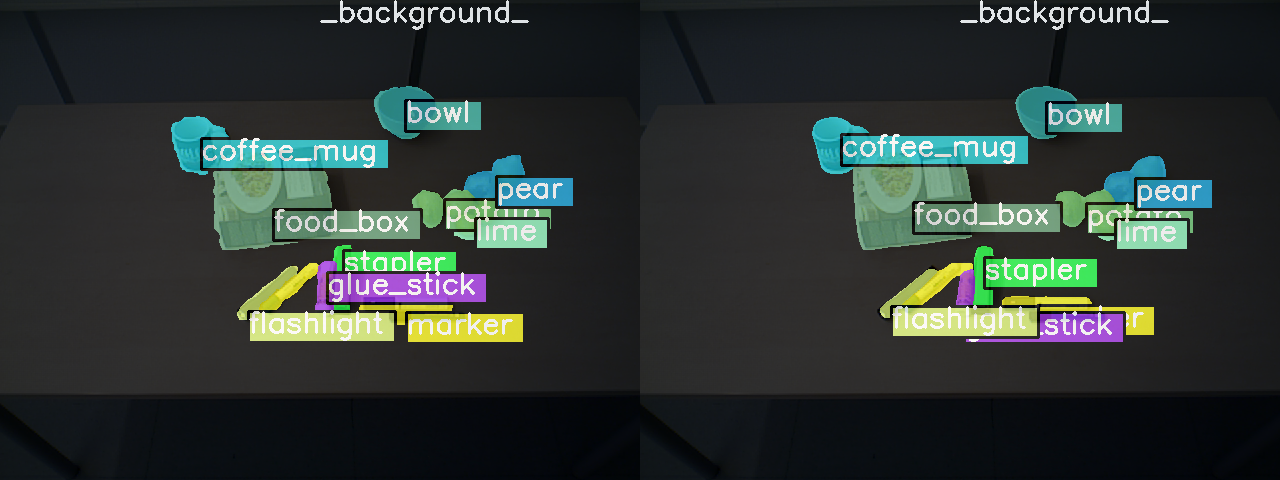 _background_
bowl
coffee_mug
pear
potato
food_box
lime
stapler
glue_stick
flashlight
marker
_background_
bowl
coffee_mug
pear
potato
food_box
lime
stapler
flashlight